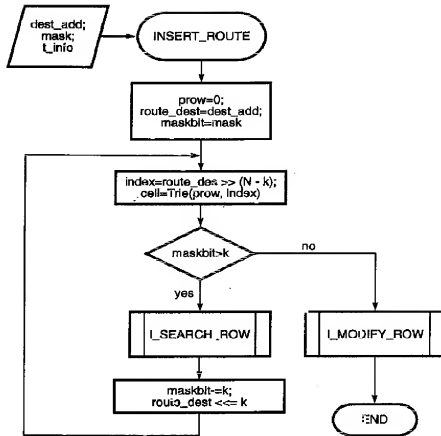 dest_add;
mask;
t_info
INSERT_ROUTE
prow=0;
route_dest=dest_add;
maskbit=mask
index=route_des >> (N - k);
cell=Trie(prow, Index)
maskbit>k
no
yes
I_SEARCH_ROW
I_MODIFY_ROW
maskbit-=k;
route_dest <<= k
END